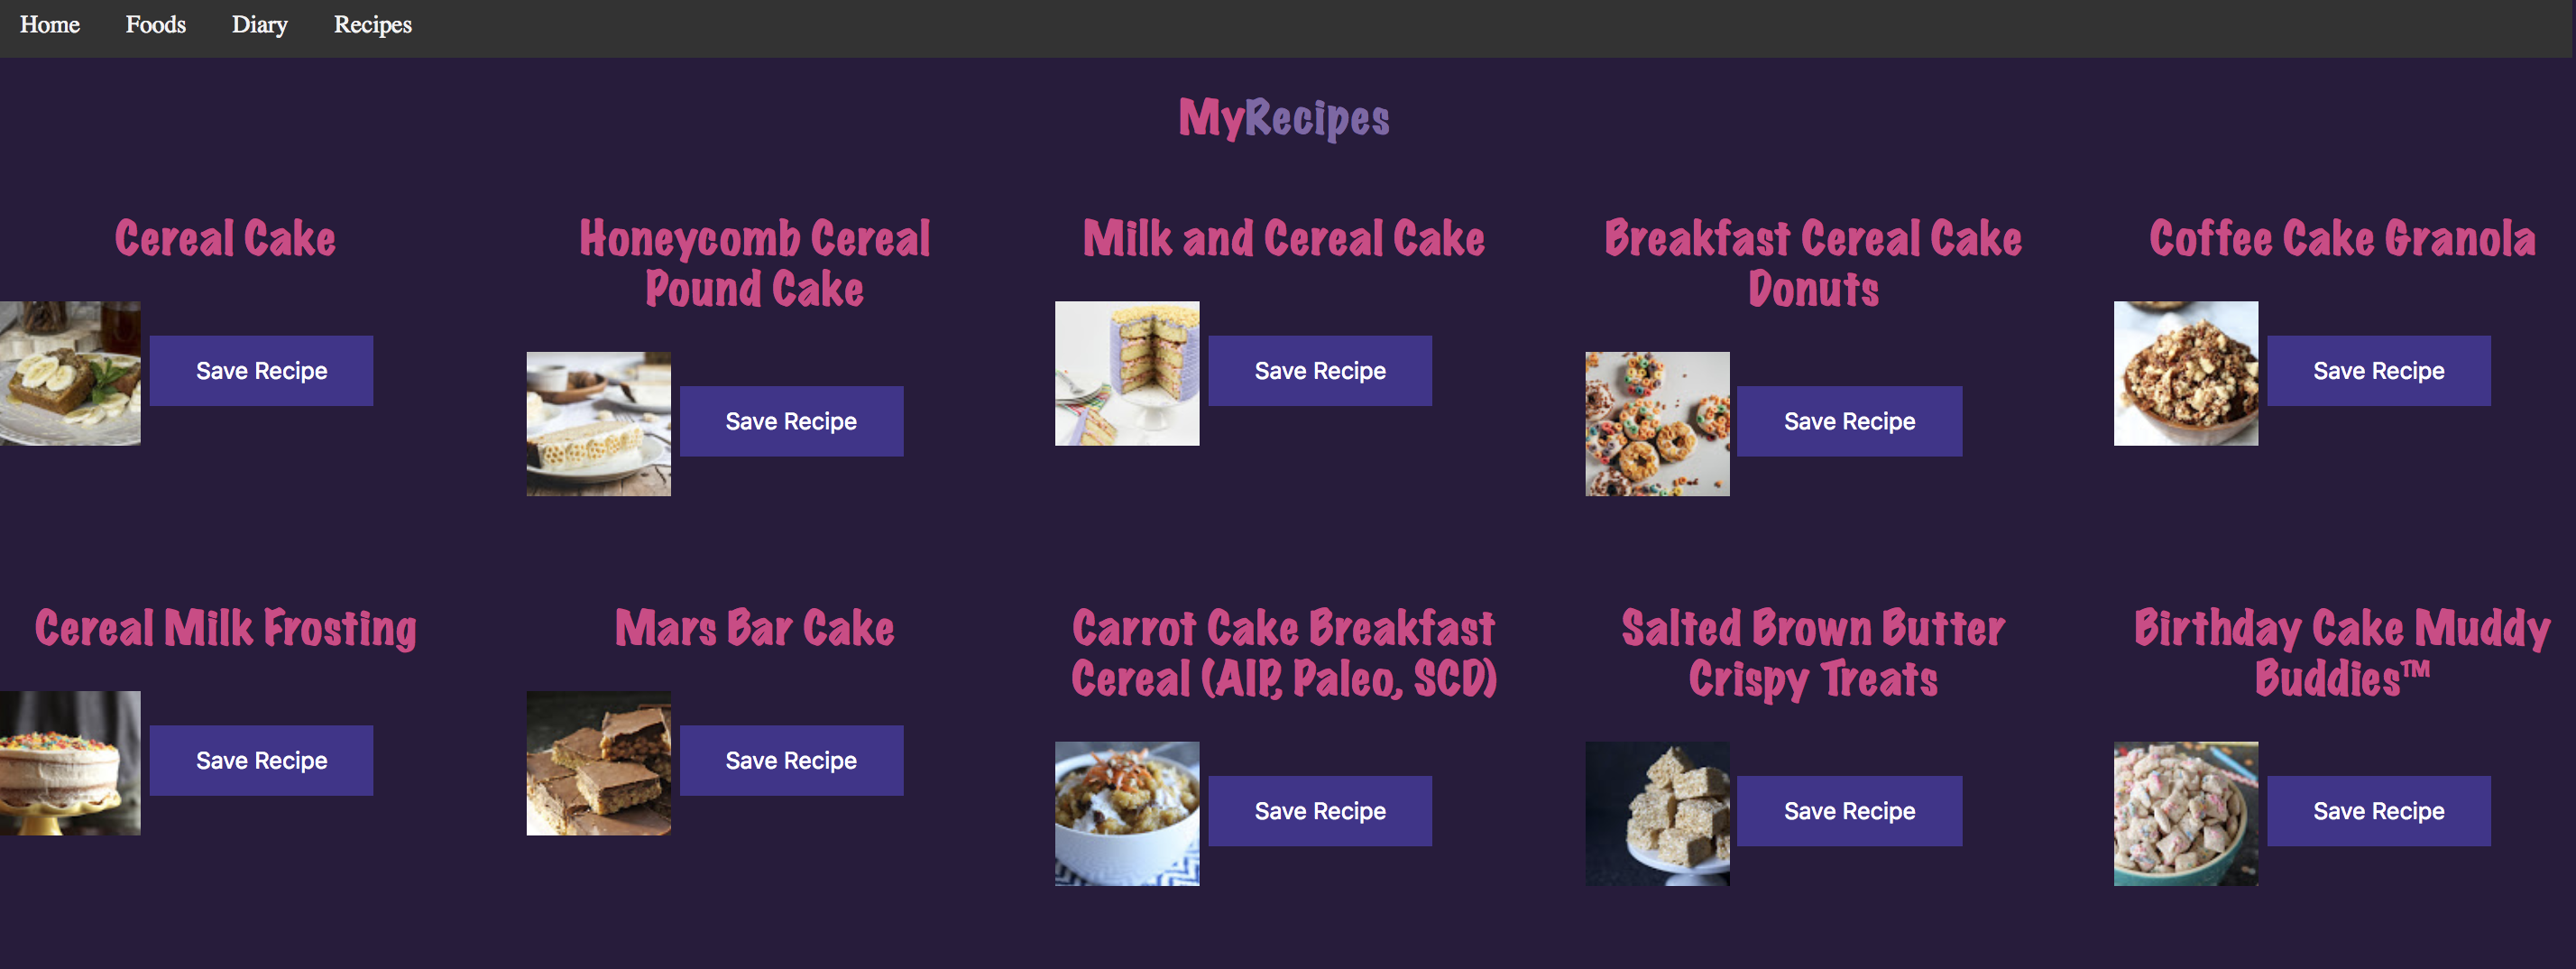 Home Foods Diary Recipes
MyRecipes
Cereal Cake
Honeycomb Cereal
Pound Cake
Milk and Cereal Cake
Breakfast Cereal Cake
Donuts
Coffee Cake Granola
Save Recipe
Save Recipe
Save Recipe
Save Recipe
Save Recipe
Cereal Milk Frosting
Mars Bar Cake
Carrot Cake Breakfast
Cereal (AIP, Paleo, SCD)
Salted Brown Butter
Crispy Treats
Birthday Cake Muddy
Buddies™
Save Recipe
Save Recipe
Save Recipe
Save Recipe
Save Recipe